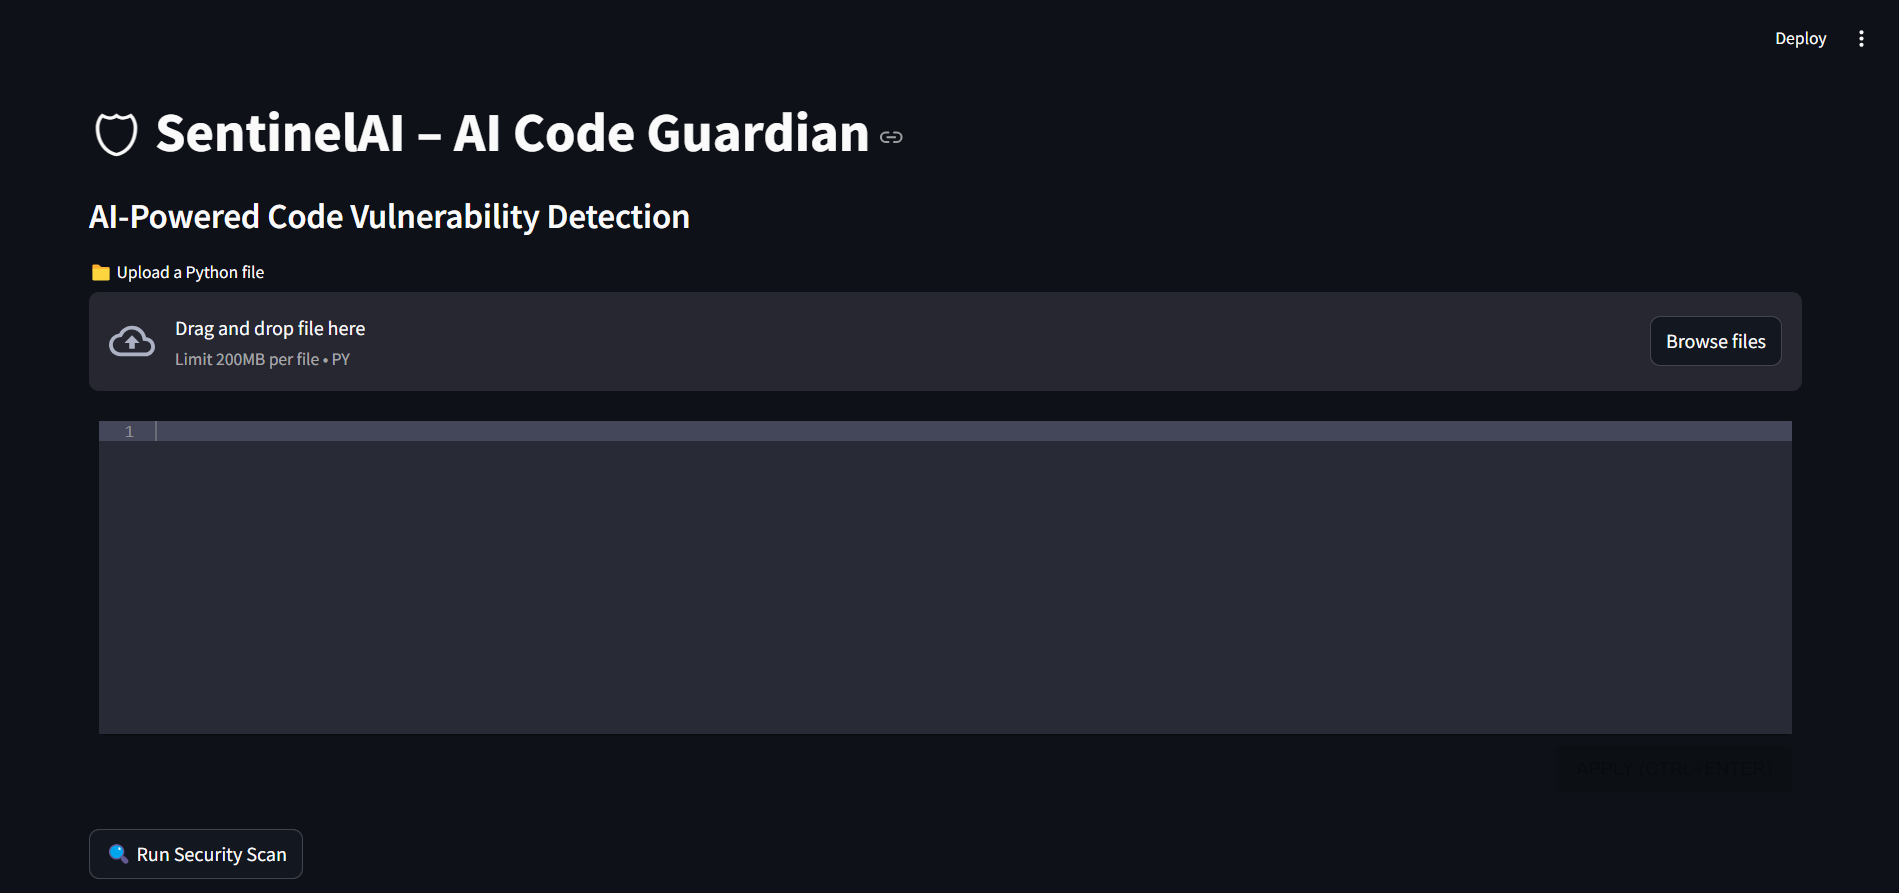 Deploy
SentinelAI – AI Code Guardian
AI-Powered Code Vulnerability Detection
Upload a Python file
Drag and drop file here
Limit 200MB per file • PY
Browse files
1
APPLY (CTRL+ENTER)
Run Security Scan